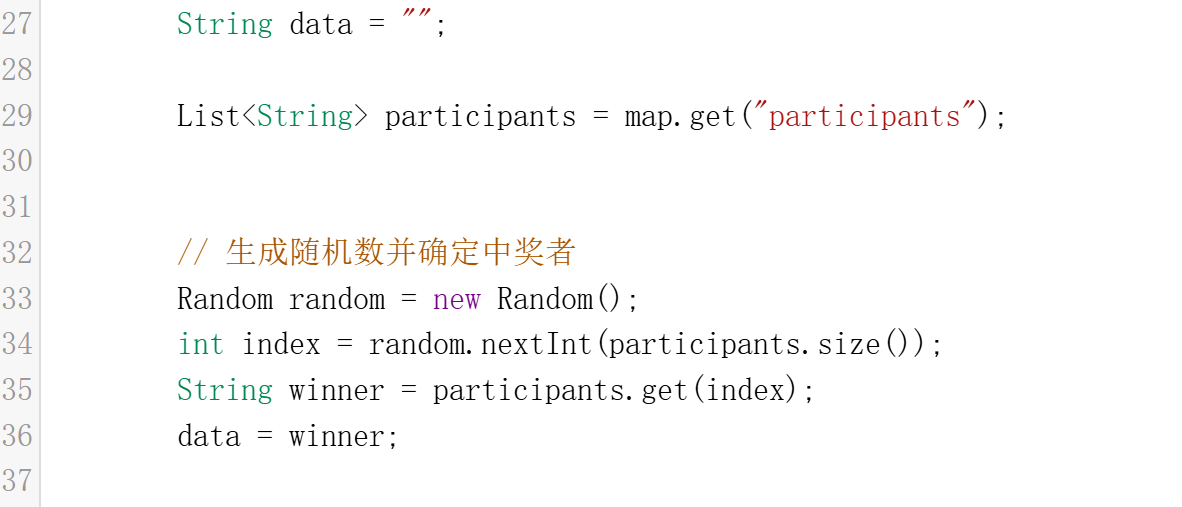 27 String data = "";
28
29 List<String> participants = map.get("participants");
30
31
32 // 生成随机数并确定中奖者
33 Random random = new Random();
34 int index = random.nextInt(participants.size());
35 String winner = participants.get(index);
36 data = winner;
37